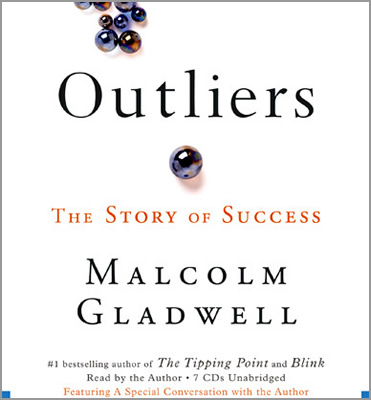 Outliers
THE STORY OF SUCCESS
MALCOLM
GLADWELL
#1 bestselling author of The Tipping Point and Blink
Read by the Author • 7 CDs Unabridged
Featuring A Special Conversation with the Author